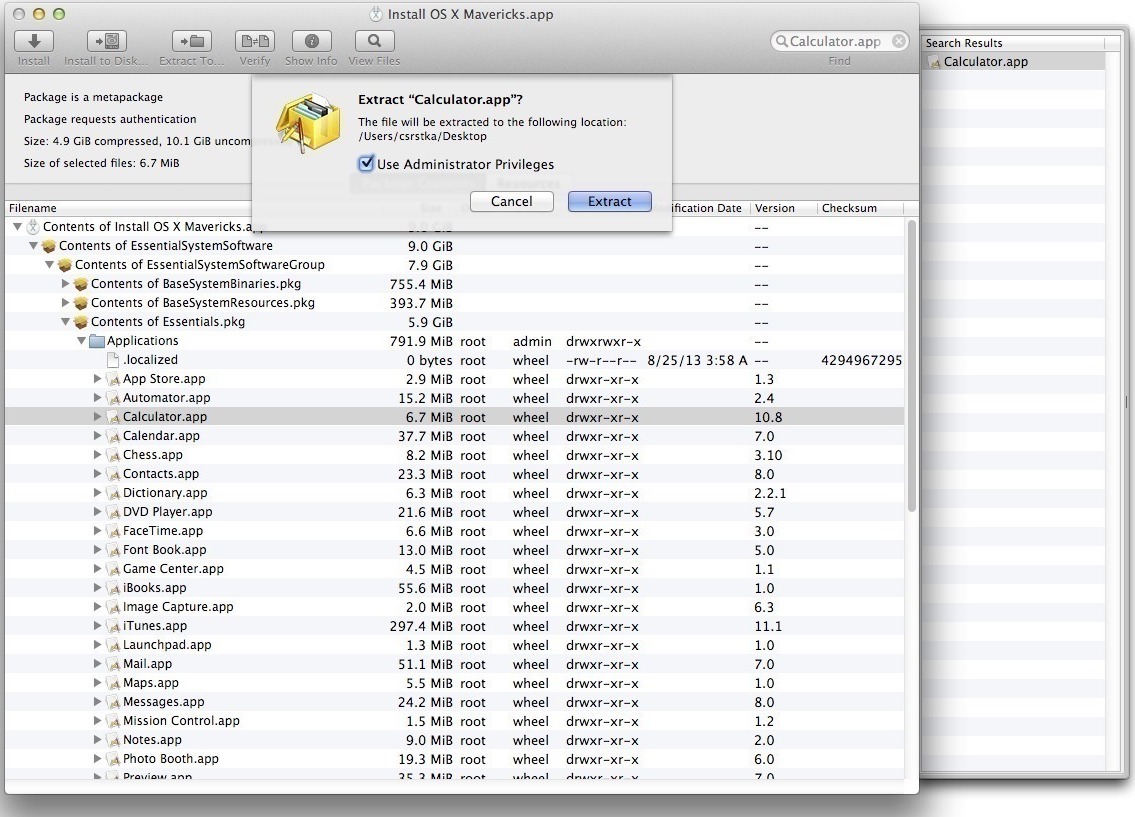 Install OS X Mavericks.app
Install Install to Disk... Extract To... Verify Show Info View Files
Calculator.app
Find
Package is a metapackage
Package requests authentication
Size: 4.9 GiB compressed, 10.1 GiB uncom
Size of selected files: 6.7 MiB
Extract “Calculator.app”?
The file will be extracted to the following location:
/Users/csrstka/Desktop
Use Administrator Privileges
Cancel Extract
Filename ification Date Version Checksum
Contents of Install OS X Mavericks.app --
Contents of EssentialSystemSoftware 9.0 GiB --
Contents of EssentialSystemSoftwareGroup 7.9 GiB --
Contents of BaseSystemBinaries.pkg 755.4 MiB --
Contents of BaseSystemResources.pkg 393.7 MiB --
Contents of Essentials.pkg 5.9 GiB --
Applications 791.9 MiB root admin drwxrwxr-x --
.localized 0 bytes root wheel -rw-r--r-- 8/25/13 3:58 A -- 4294967295
App Store.app 2.9 MiB root wheel drwxr-xr-x 1.3
Automator.app 15.2 MiB root wheel drwxr-xr-x 2.4
Calculator.app 6.7 MiB root wheel drwxr-xr-x 10.8
Calendar.app 37.7 MiB root wheel drwxr-xr-x 7.0
Chess.app 8.2 MiB root wheel drwxr-xr-x 3.10
Contacts.app 23.3 MiB root wheel drwxr-xr-x 8.0
Dictionary.app 6.3 MiB root wheel drwxr-xr-x 2.2.1
DVD Player.app 21.6 MiB root wheel drwxr-xr-x 5.7
FaceTime.app 6.6 MiB root wheel drwxr-xr-x 3.0
Font Book.app 13.0 MiB root wheel drwxr-xr-x 5.0
Game Center.app 4.5 MiB root wheel drwxr-xr-x 1.1
iBooks.app 55.6 MiB root wheel drwxr-xr-x 1.0
Image Capture.app 2.0 MiB root wheel drwxr-xr-x 6.3
iTunes.app 297.4 MiB root wheel drwxr-xr-x 11.1
Launchpad.app 1.3 MiB root wheel drwxr-xr-x 1.0
Mail.app 51.1 MiB root wheel drwxr-xr-x 7.0
Maps.app 5.5 MiB root wheel drwxr-xr-x 1.0
Messages.app 24.2 MiB root wheel drwxr-xr-x 8.0
Mission Control.app 1.5 MiB root wheel drwxr-xr-x 1.2
Notes.app 9.0 MiB root wheel drwxr-xr-x 2.0
Photo Booth.app 19.3 MiB root wheel drwxr-xr-x 6.0
Preview.app 35.3 MiB root wheel drwxr-xr-x 7.0
Search Results
Calculator.app